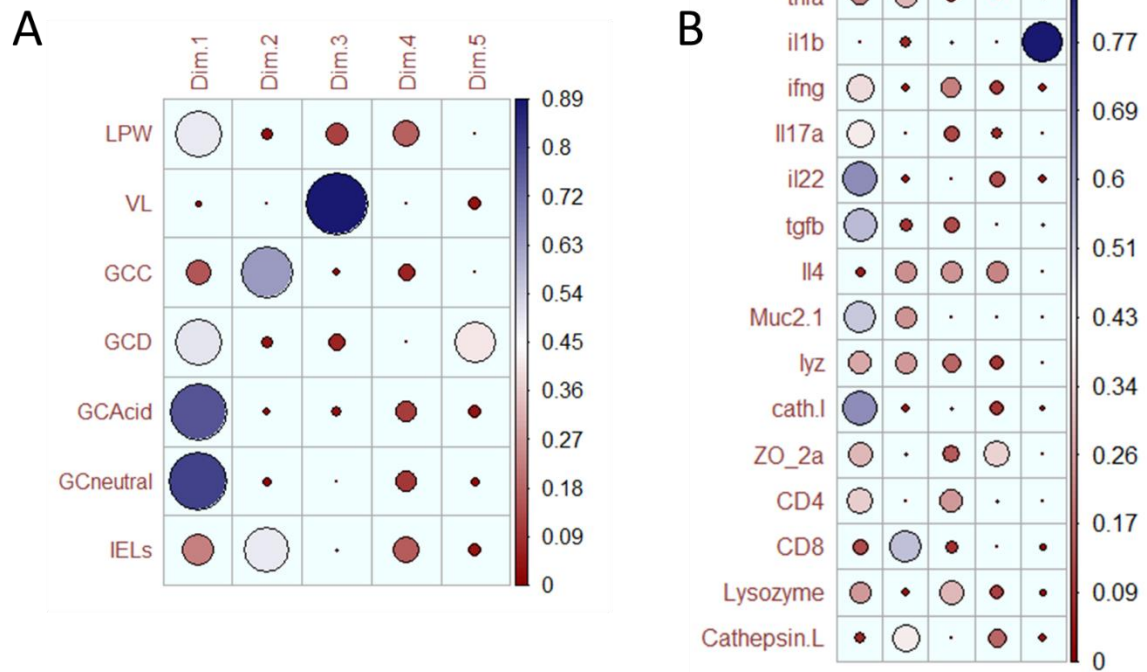 A
Dim.1
Dim.2
Dim.3
Dim.4
Dim.5
LPW
VL
GCC
GCD
GCAcid
GCneutral
IELs
0.89
0.8
0.72
0.63
0.54
0.45
0.36
0.27
0.18
0.09
0
B
il1b
ifng
Il17a
il22
tgfb
Il4
Muc2.1
lyz
cath.l
ZO_2a
CD4
CD8
Lysozyme
Cathepsin.L
0.77
0.69
0.6
0.51
0.43
0.34
0.26
0.17
0.09
0